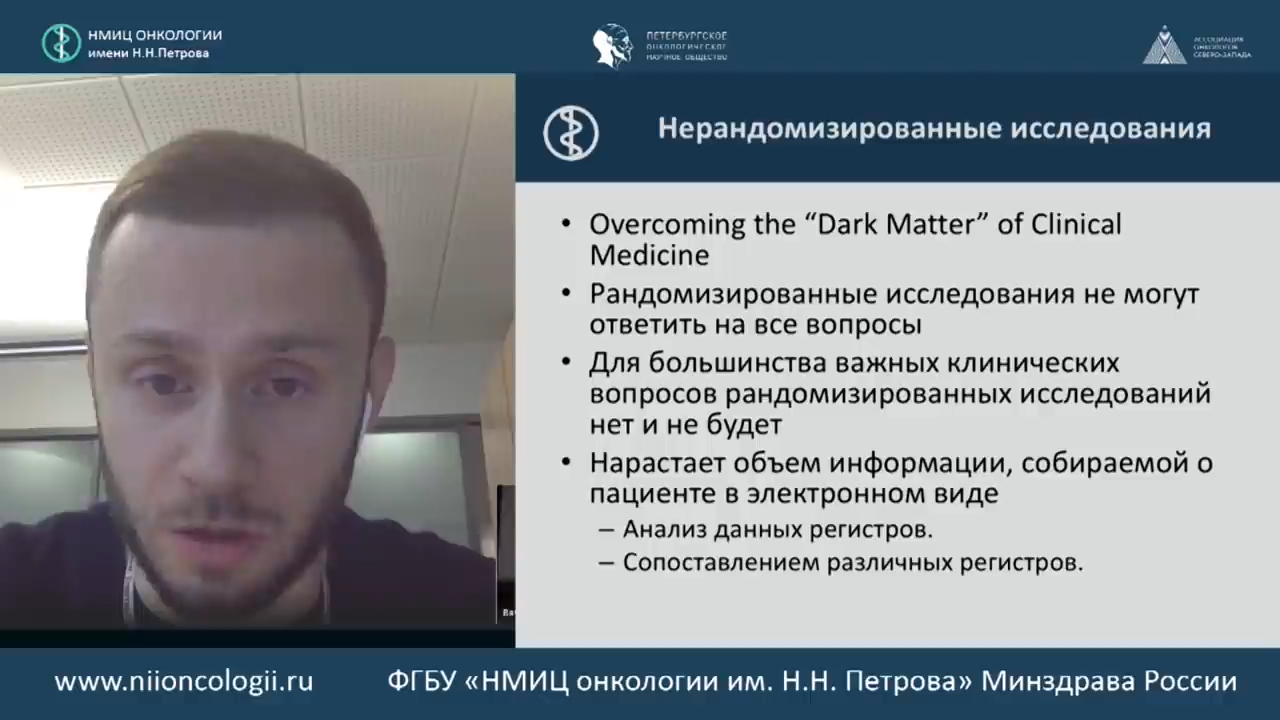 НМИЦ ОНКОЛОГИИ
имени Н.Н.Петрова
ПЕТЕРБУРГСКОЕ
ОНКОЛОГИЧЕСКОЕ
НАУЧНОЕ ОБЩЕСТВО
АССОЦИАЦИЯ
ОНКОЛОГОВ
СЕВЕРО-ЗАПАДА
Нерандомизированные исследования
• Overcoming the “Dark Matter” of Clinical
Medicine
• Рандомизированные исследования не могут
ответить на все вопросы
• Для большинства важных клинических
вопросов рандомизированных исследований
нет и не будет
• Нарастает объем информации, собираемой о
пациенте в электронном виде
– Анализ данных регистров.
– Сопоставлением различных регистров.
www.niioncologii.ru
ФГБУ «НМИЦ онкологии им. Н.Н. Петрова» Минздрава России